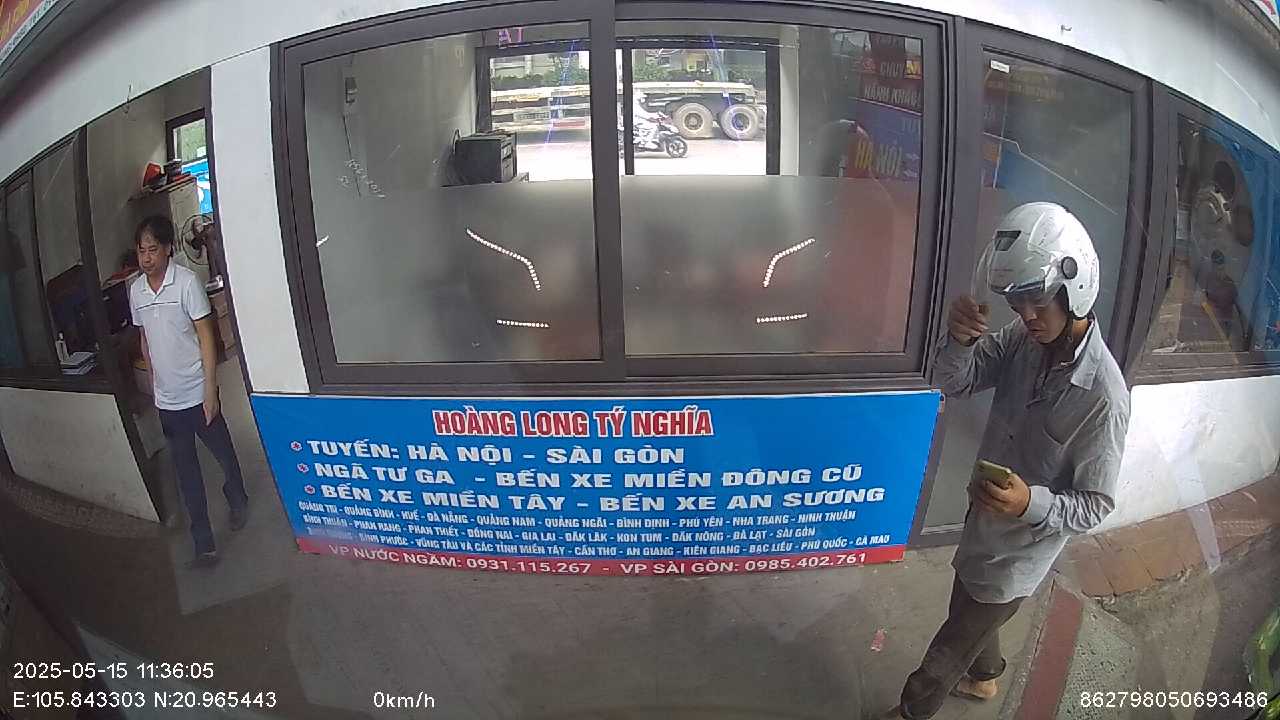 HOÀNG LONG TÝ NGHĨA
TUYẾN: HÀ NỘI - SÀI GÒN
NGÃ TƯ GA - BẾN XE MIỀN ĐÔNG CŨ
BẾN XE MIỀN TÂY - BẾN XE AN SƯƠNG
QUẢNG TRỊ - QUẢNG BÌNH - HUẾ - ĐÀ NẴNG - QUẢNG NAM - QUẢNG NGÃI - BÌNH ĐỊNH - PHÚ YÊN - NHA TRANG - NINH THUẬN
BÌNH THUẬN - PHAN RANG - PHAN THIẾT - ĐỒNG NAI - GIA LAI - ĐĂK LĂK - KON TUM - ĐĂK NÔNG - ĐÀ LẠT - SÀI GÒN
BÌNH PHƯỚC - VŨNG TÀU VÀ CÁC TỈNH MIỀN TÂY - CẦN THƠ - AN GIANG - KIÊN GIANG - BẠC LIÊU - PHÚ QUỐC - CÀ MAU
VP NƯỚC NGẦM: 0931.115.267 - VP SÀI GÒN: 0985.402.761
HÀ NỘI
2025-05-15 11:36:05
E:105.843303 N:20.965443
0km/h
862798050693486